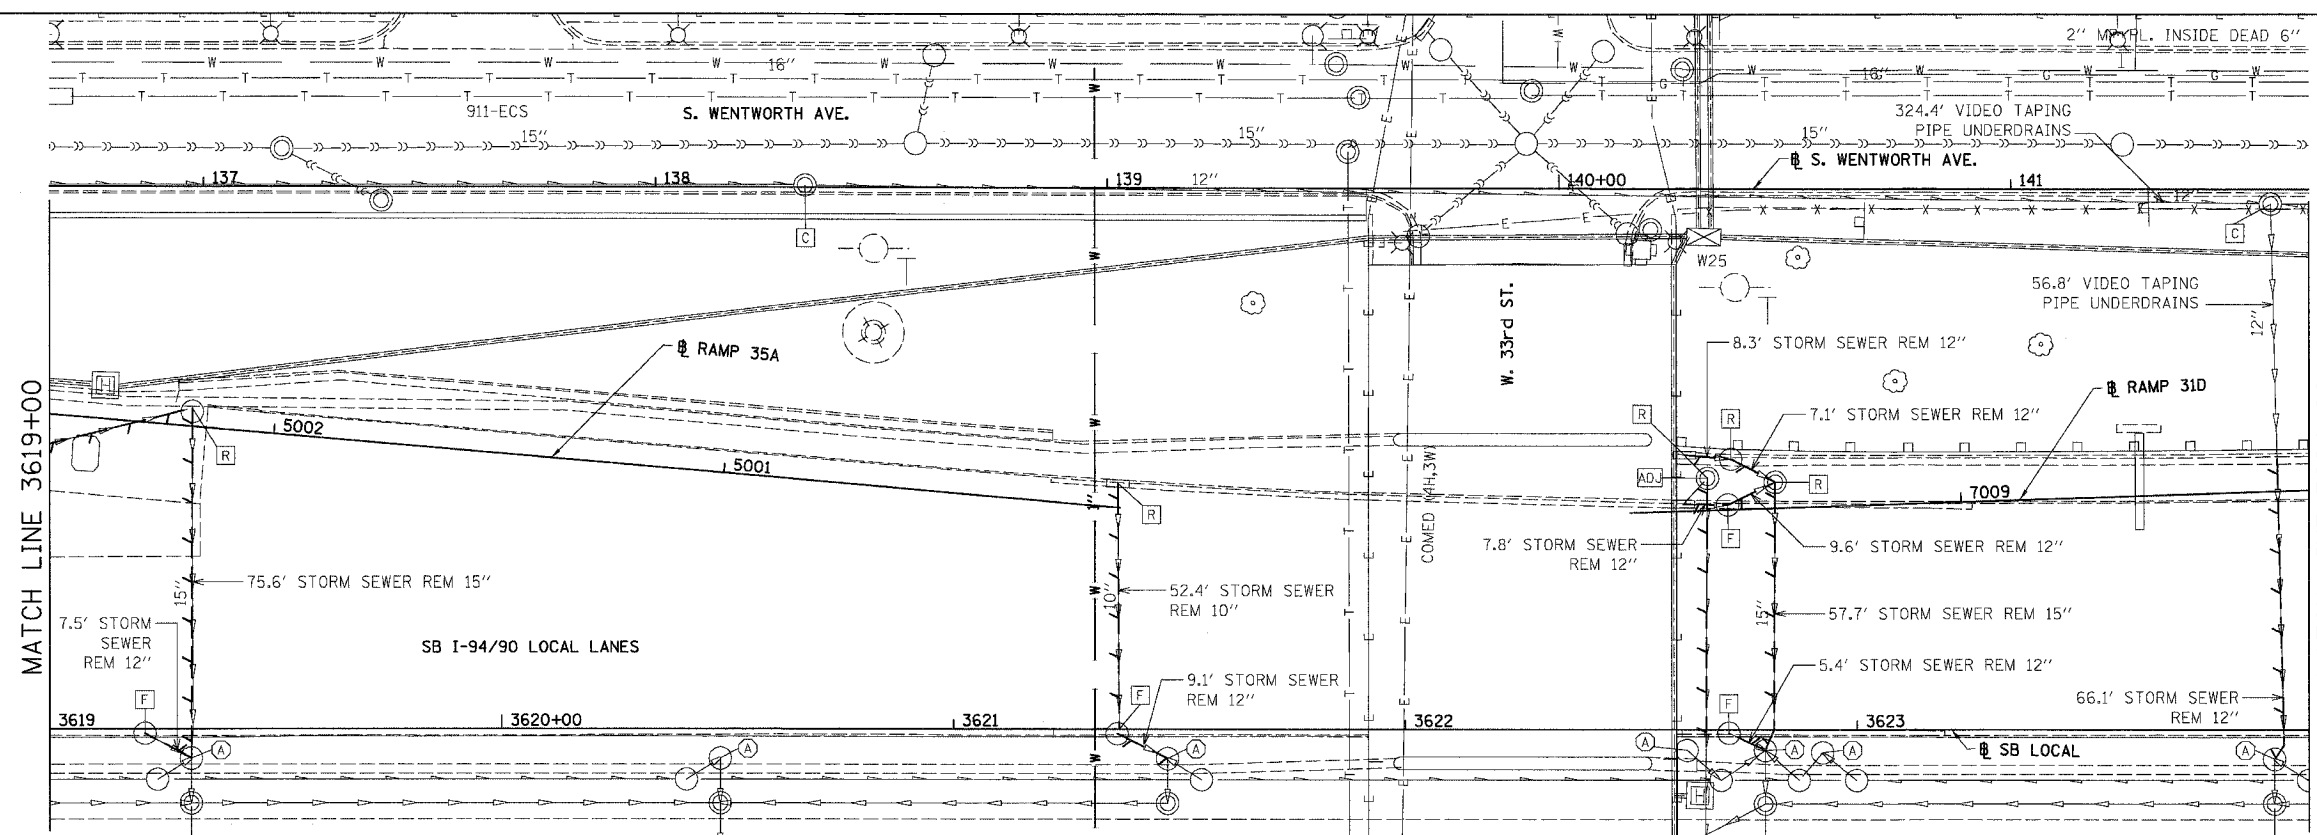 2" M.P. PL. INSIDE DEAD 6"
16"
16"
911-ECS
S. WENTWORTH AVE.
324.4' VIDEO TAPING
PIPE UNDERDRAINS
15"
15"
15"
℄ S. WENTWORTH AVE.
137
138
139
12"
140+00
141
12"
C
C
W25
56.8' VIDEO TAPING
PIPE UNDERDRAINS
12"
W. 33rd ST.
8.3' STORM SEWER REM 12"
℄ RAMP 35A
℄ RAMP 31D
H
MATCH LINE 3619+00
5002
5001
R
R
R
R
7.1' STORM SEWER REM 12"
COMED (4H,3W)
ADJ
R
7009
F
7.8' STORM SEWER
REM 12"
9.6' STORM SEWER REM 12"
75.6' STORM SEWER REM 15"
15"
10"
52.4' STORM SEWER
REM 10"
15"
57.7' STORM SEWER REM 15"
7.5' STORM
SEWER
REM 12"
SB I-94/90 LOCAL LANES
5.4' STORM SEWER REM 12"
9.1' STORM SEWER
REM 12"
66.1' STORM SEWER
REM 12"
F
F
F
3619
3620+00
3621
3622
3623
A
A
A
A
A
A
A
℄ SB LOCAL
H